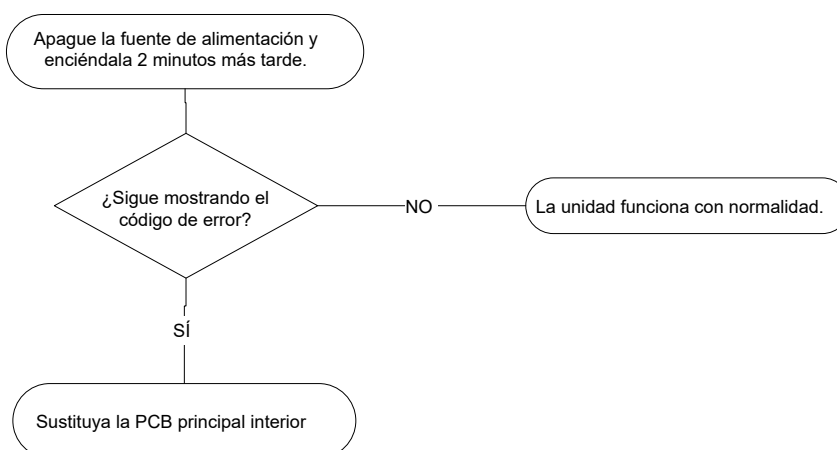 Apague la fuente de alimentación y
enciéndala 2 minutos más tarde.
¿Sigue mostrando el
código de error?
NO
La unidad funciona con normalidad.
SÍ
Sustituya la PCB principal interior